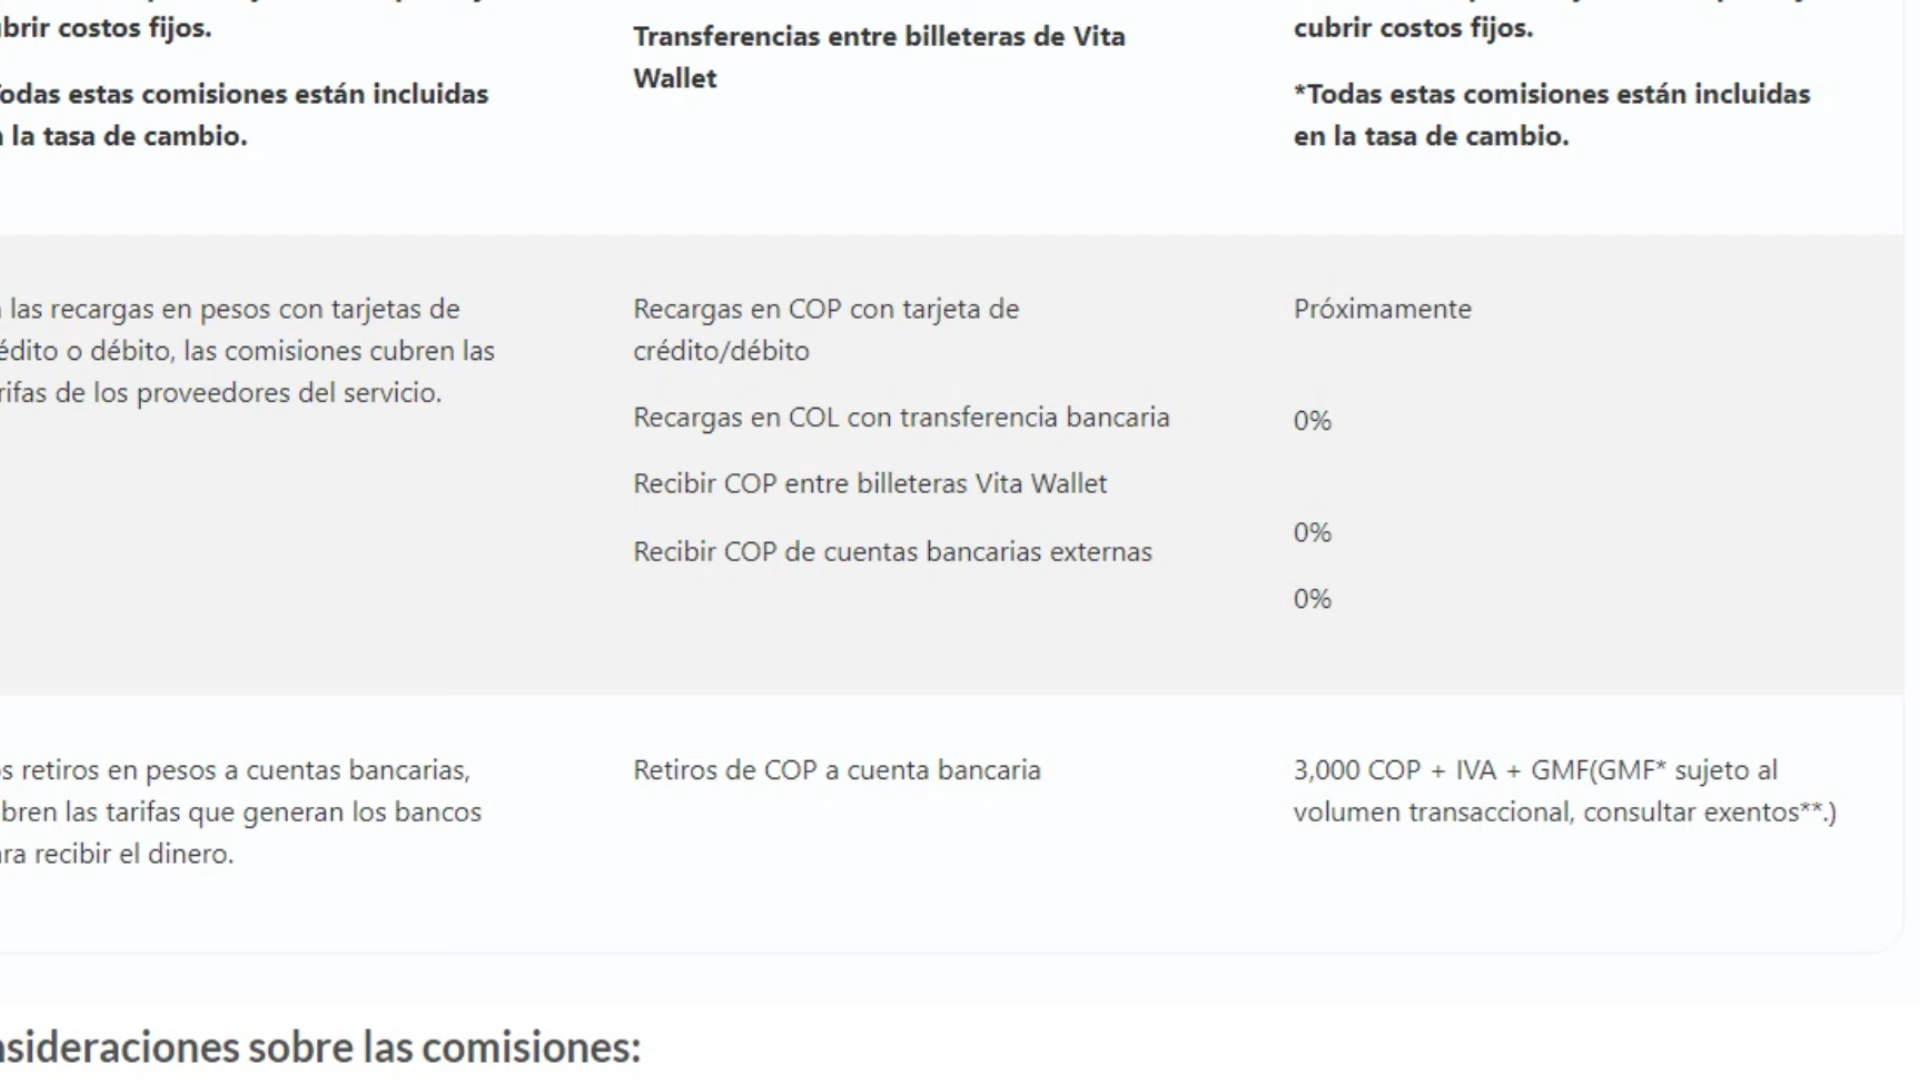 brir costos fijos.
odas estas comisiones están incluidas
la tasa de cambio.
Transferencias entre billeteras de Vita
Wallet
cubrir costos fijos.
*Todas estas comisiones están incluidas
en la tasa de cambio.
las recargas en pesos con tarjetas de
édito o débito, las comisiones cubren las
rifas de los proveedores del servicio.
Recargas en COP con tarjeta de
crédito/débito
Recargas en COL con transferencia bancaria
Recibir COP entre billeteras Vita Wallet
Recibir COP de cuentas bancarias externas
Próximamente
0%
0%
0%
s retiros en pesos a cuentas bancarias,
bren las tarifas que generan los bancos
ra recibir el dinero.
Retiros de COP a cuenta bancaria
3,000 COP + IVA + GMF(GMF* sujeto al
volumen transaccional, consultar exentos**.)
nsideraciones sobre las comisiones: